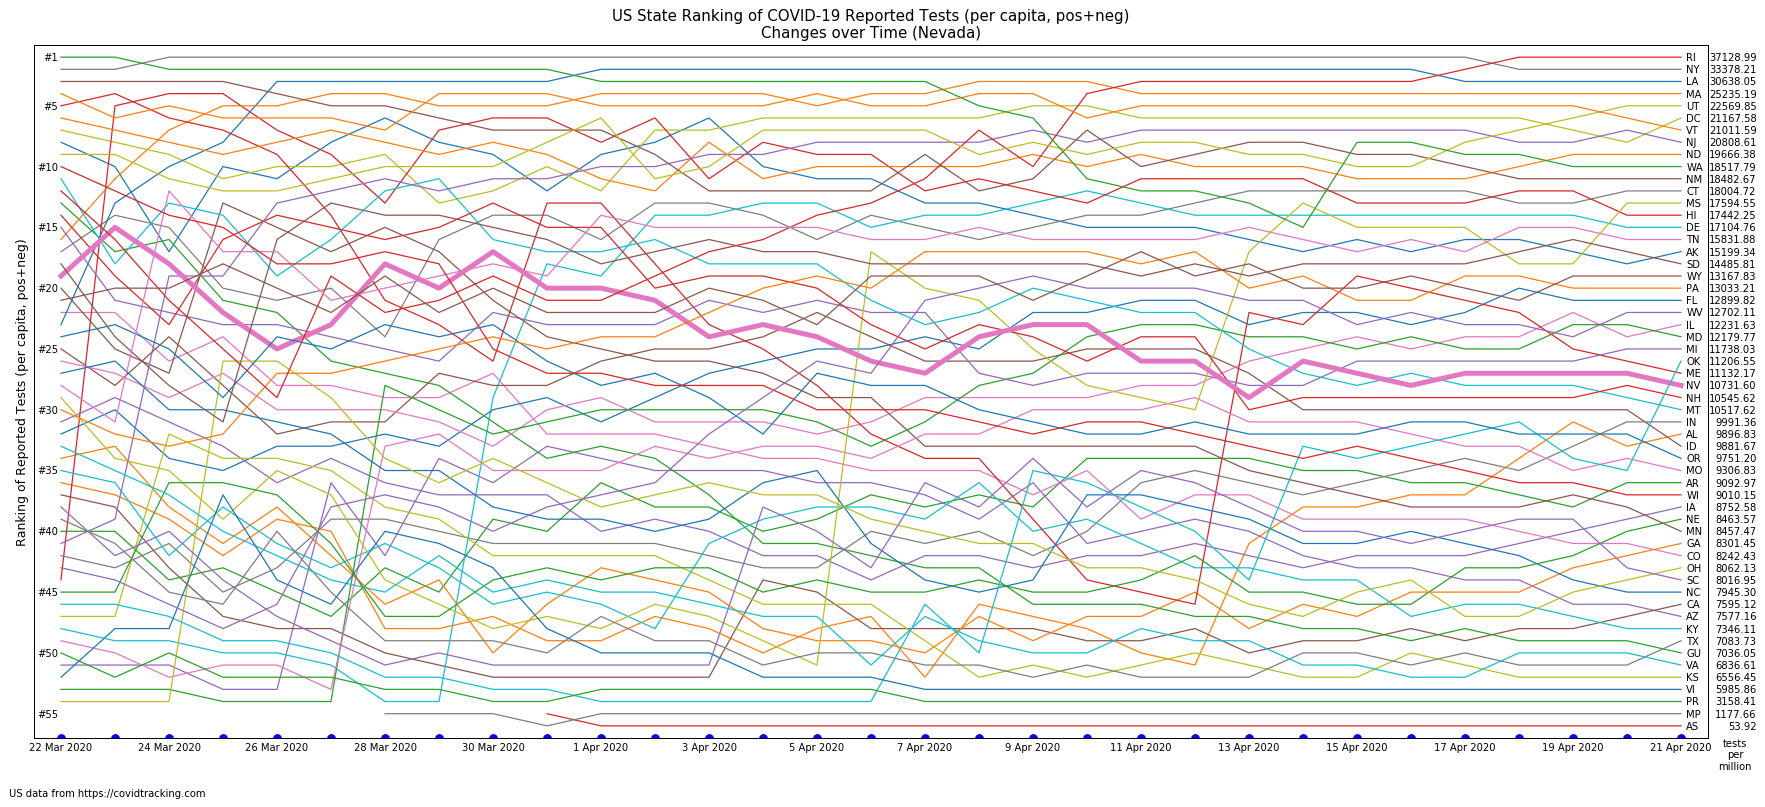 US State Ranking of COVID-19 Reported Tests (per capita, pos+neg)
Changes over Time (Nevada)
Ranking of Reported Tests (per capita, pos+neg)
#1
#5
#10
#15
#20
#25
#30
#35
#40
#45
#50
#55
RI 37128.99
NY 33378.21
LA 30638.05
MA 25235.19
UT 22569.85
DC 21167.58
VT 21011.59
NJ 20808.61
ND 19666.38
WA 18517.79
NM 18482.67
CT 18004.72
MS 17594.55
HI 17442.25
DE 17104.76
TN 15831.88
AK 15199.34
SD 14485.81
WY 13167.83
PA 13033.21
FL 12899.82
WV 12702.11
IL 12231.63
MD 12179.77
MI 11738.03
OK 11206.55
ME 11132.17
NV 10731.60
NH 10545.62
MT 10517.62
IN 9991.36
AL 9896.83
ID 9881.67
OR 9751.20
MO 9306.83
AR 9092.97
WI 9010.15
IA 8752.58
NE 8463.57
MN 8457.47
GA 8301.45
CO 8242.43
OH 8062.13
SC 8016.95
NC 7945.30
CA 7595.12
AZ 7577.16
KY 7346.11
TX 7083.73
GU 7036.05
VA 6836.61
KS 6556.45
VI 5985.86
PR 3158.41
MP 1177.66
AS 53.92
22 Mar 2020
24 Mar 2020
26 Mar 2020
28 Mar 2020
30 Mar 2020
1 Apr 2020
3 Apr 2020
5 Apr 2020
7 Apr 2020
9 Apr 2020
11 Apr 2020
13 Apr 2020
15 Apr 2020
17 Apr 2020
19 Apr 2020
21 Apr 2020
tests
per
million
US data from https://covidtracking.com